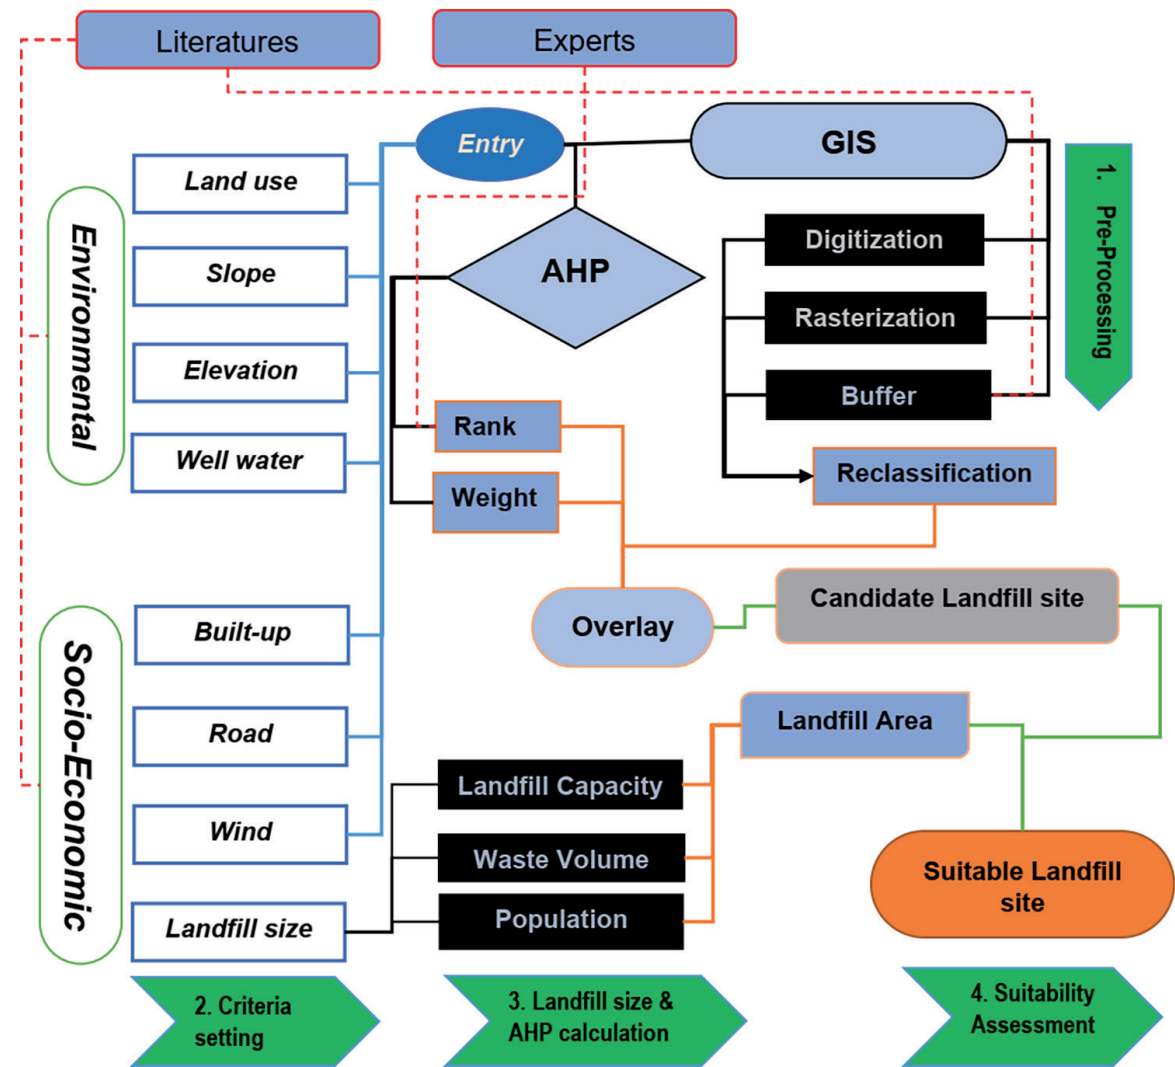 Literatures
Experts
Entry
GIS
1. Pre-Processing
Environmental
Land use
Slope
Elevation
Well water
AHP
Digitization
Rasterization
Buffer
Rank
Weight
Reclassification
Socio-Economic
Built-up
Road
Wind
Landfill size
Overlay
Candidate Landfill site
Landfill Area
Landfill Capacity
Waste Volume
Population
Suitable Landfill
site
2. Criteria
setting
3. Landfill size &
AHP calculation
4. Suitability
Assessment